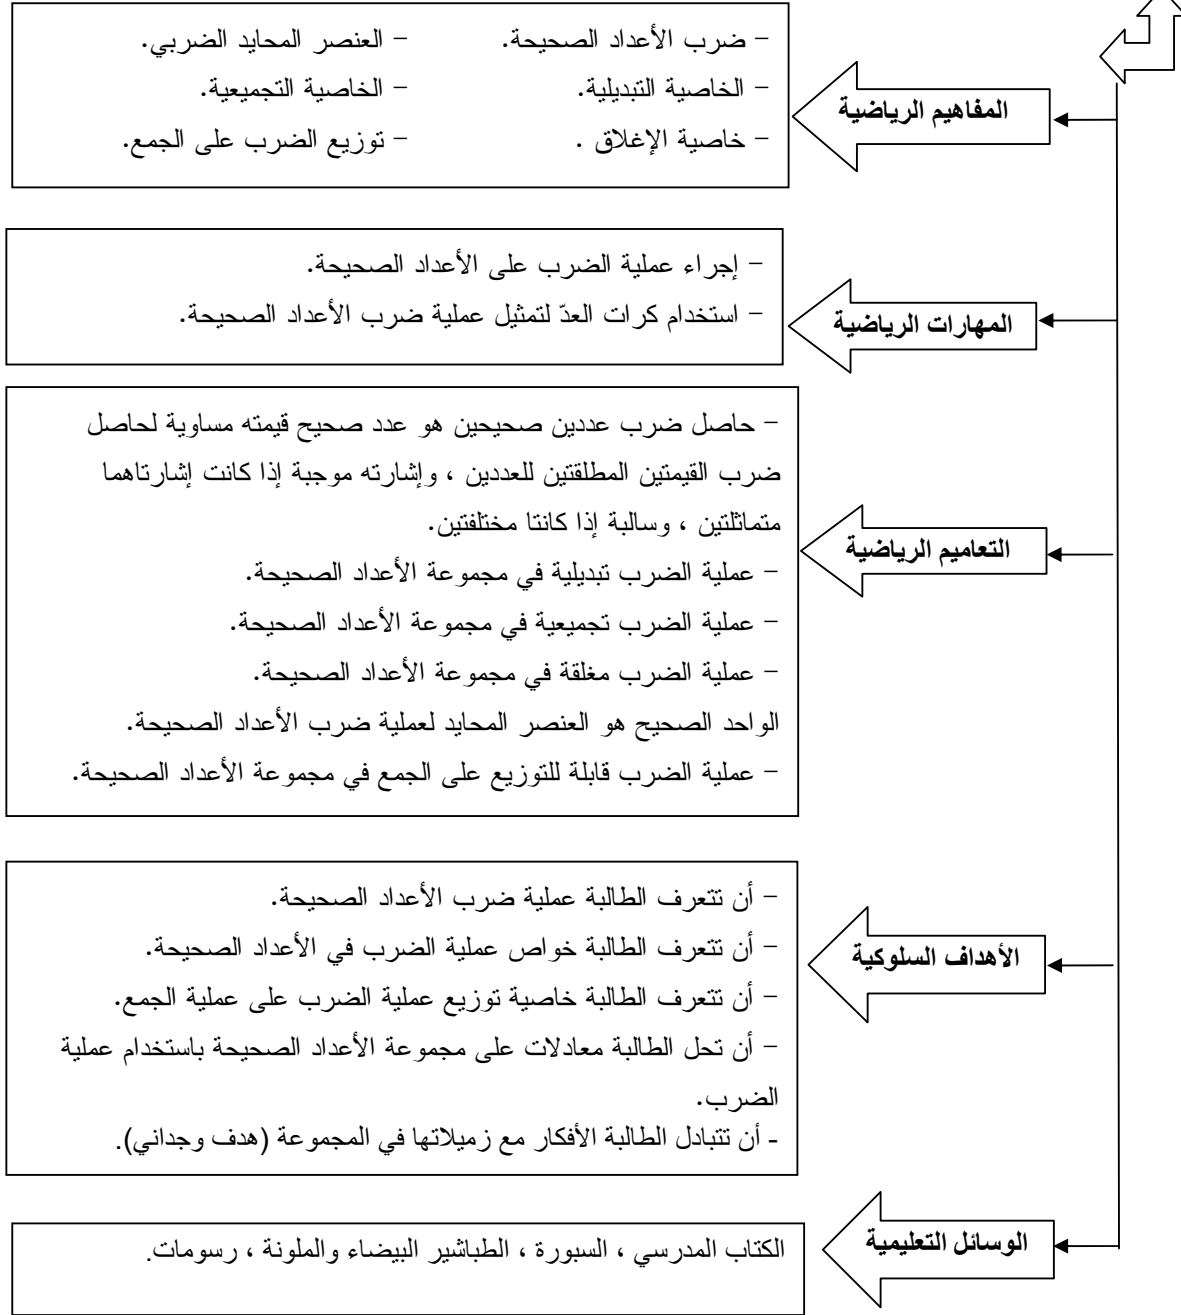 المفاهيم الرياضية
– ضرب الأعداد الصحيحة. – العنصر المحايد الضربي.
– الخاصية التبديلية. – الخاصية التجميعية.
– خاصية الإغلاق . – توزيع الضرب على الجمع.
المهارات الرياضية
– إجراء عملية الضرب على الأعداد الصحيحة.
– استخدام كرات العدّ لتمثيل عملية ضرب الأعداد الصحيحة.
التعاميم الرياضية
– حاصل ضرب عددين صحيحين هو عدد صحيح قيمته مساوية لحاصل
ضرب القيمتين المطلقتين للعددين ، وإشارته موجبة إذا كانت إشارتاهما
متماثلتين ، وسالبة إذا كانتا مختلفتين.
– عملية الضرب تبديلية في مجموعة الأعداد الصحيحة.
– عملية الضرب تجميعية في مجموعة الأعداد الصحيحة.
– عملية الضرب مغلقة في مجموعة الأعداد الصحيحة.
الواحد الصحيح هو العنصر المحايد لعملية ضرب الأعداد الصحيحة.
– عملية الضرب قابلة للتوزيع على الجمع في مجموعة الأعداد الصحيحة.
الأهداف السلوكية
– أن تتعرف الطالبة عملية ضرب الأعداد الصحيحة.
– أن تتعرف الطالبة خواص عملية الضرب في الأعداد الصحيحة.
– أن تتعرف الطالبة خاصية توزيع عملية الضرب على عملية الجمع.
– أن تحل الطالبة معادلات على مجموعة الأعداد الصحيحة باستخدام عملية
الضرب.
- أن تتبادل الطالبة الأفكار مع زميلاتها في المجموعة (هدف وجداني).
الوسائل التعليمية
الكتاب المدرسي ، السبورة ، الطباشير البيضاء والملونة ، رسومات.